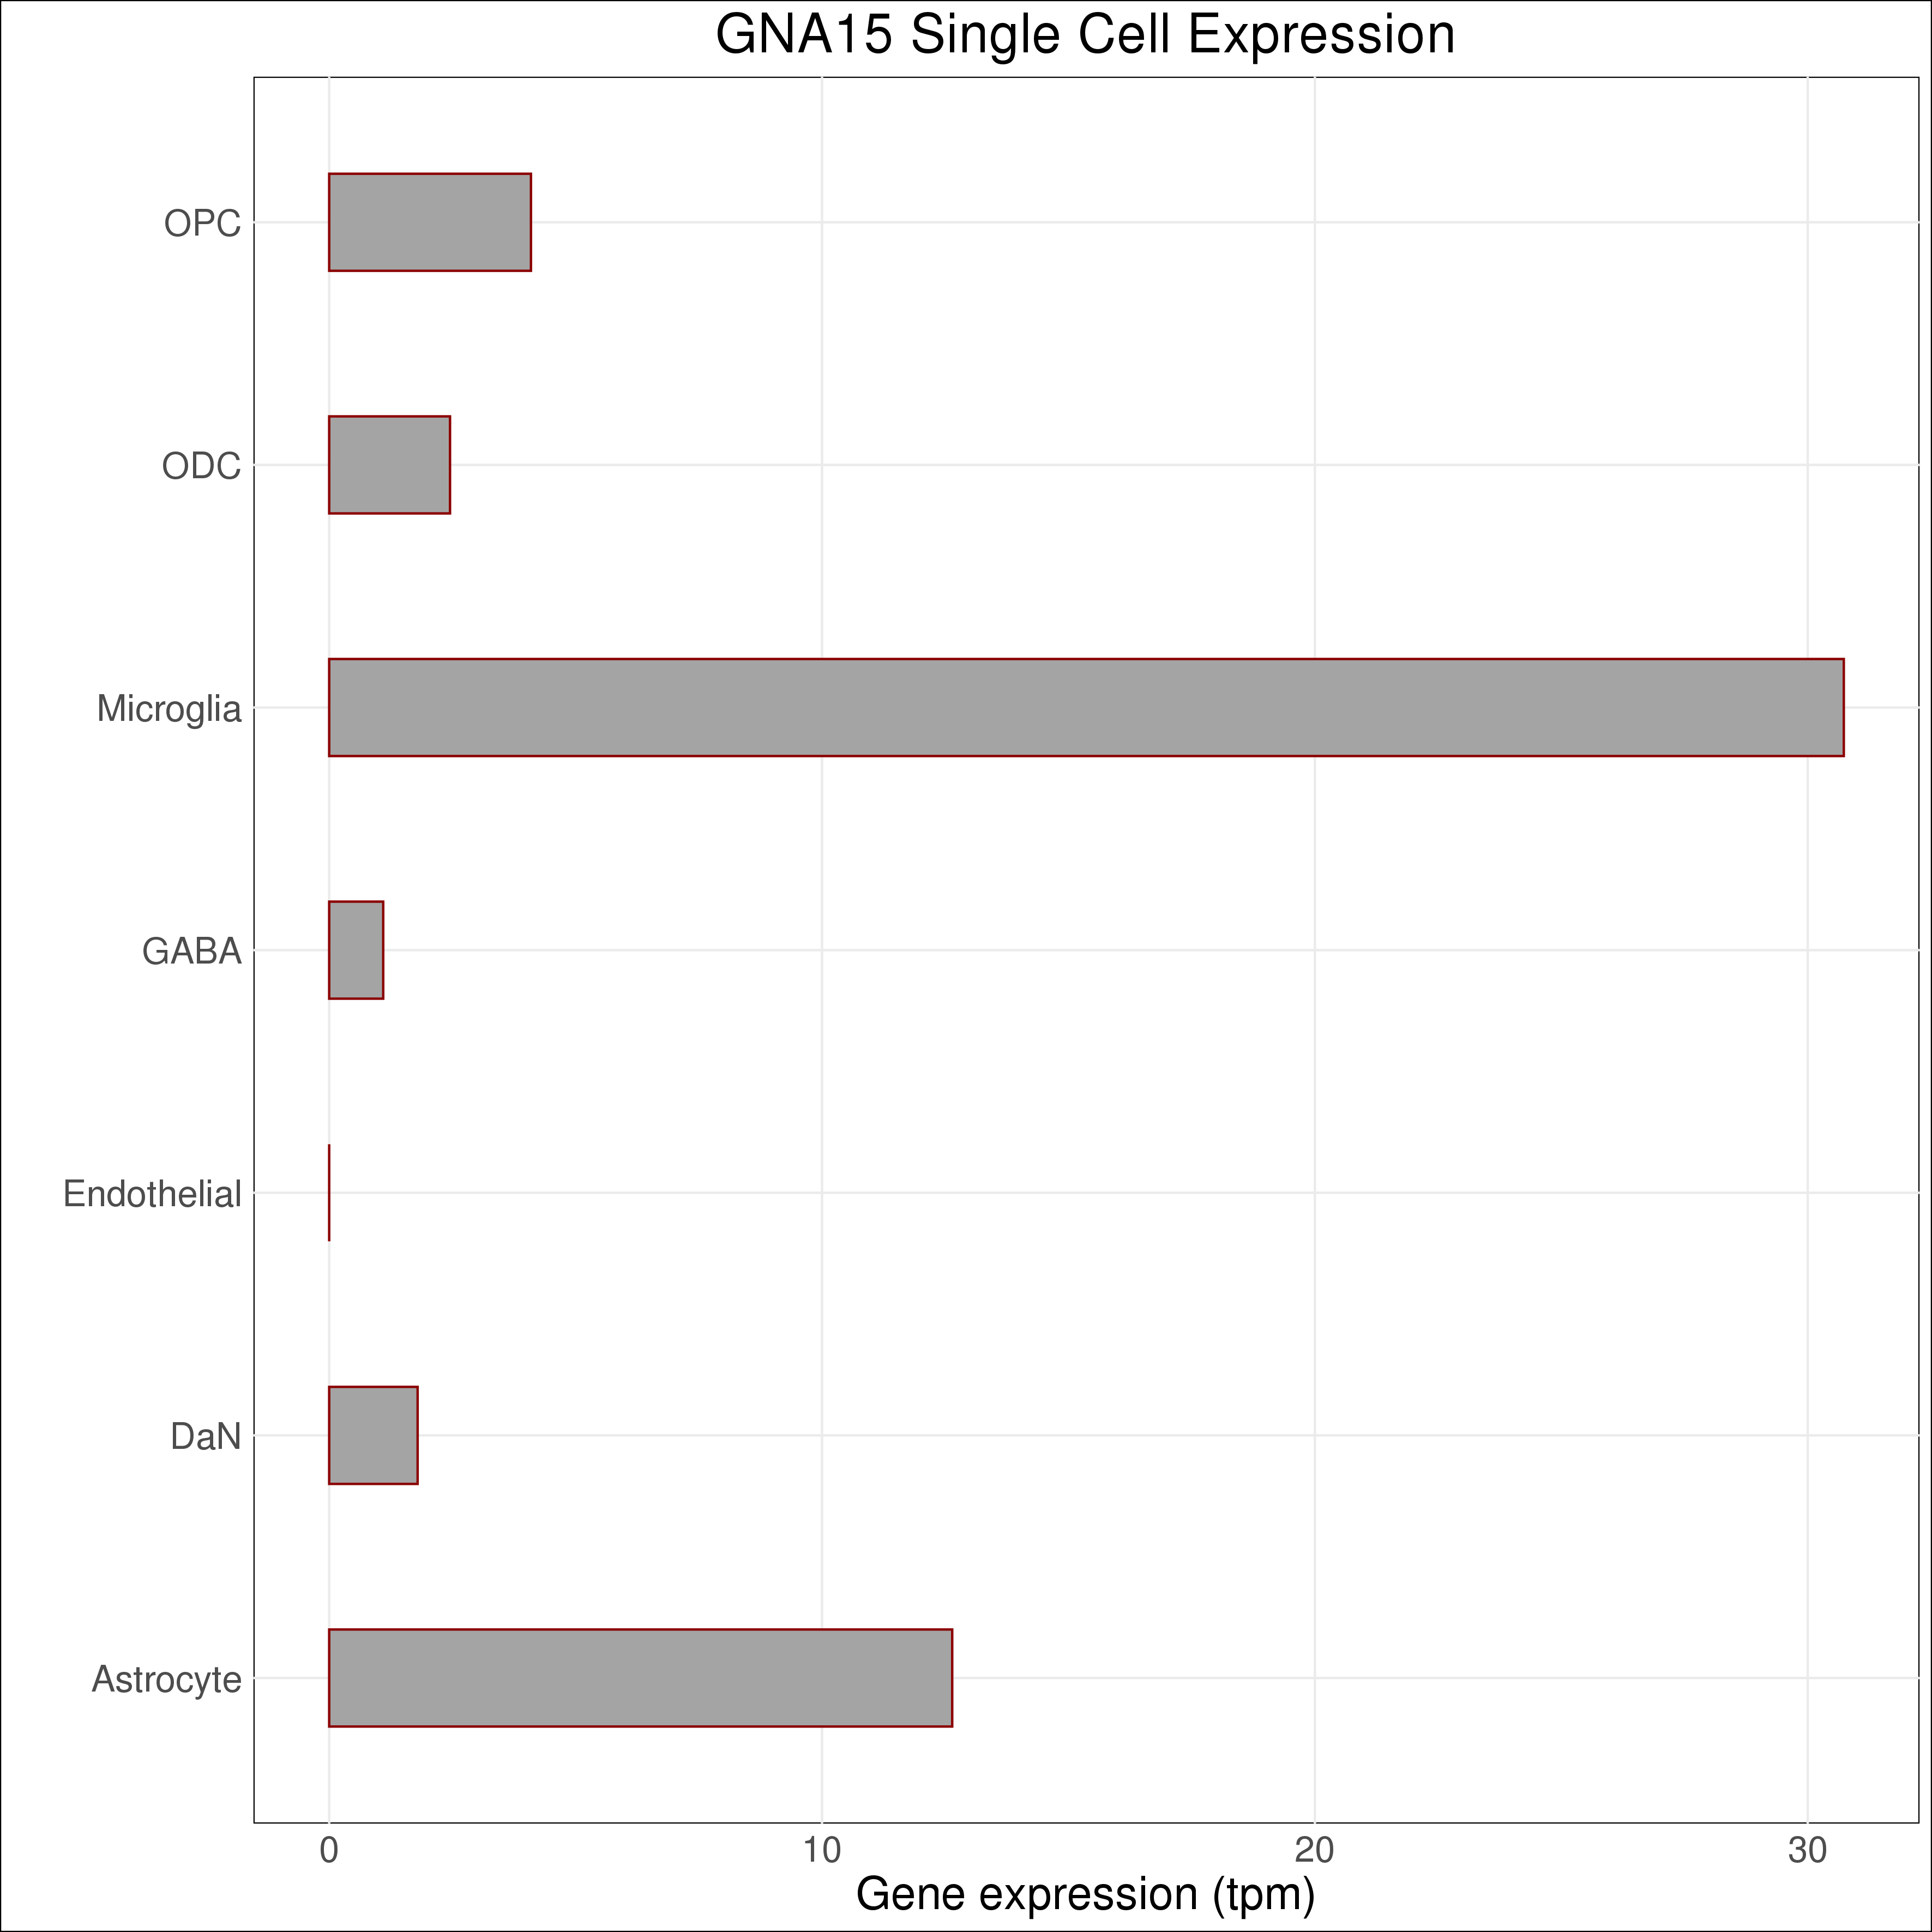 GNA15 Single Cell Expression
OPC
ODC
Microglia
GABA
Endothelial
DaN
Astrocyte
0 10 20 30
Gene expression (tpm)